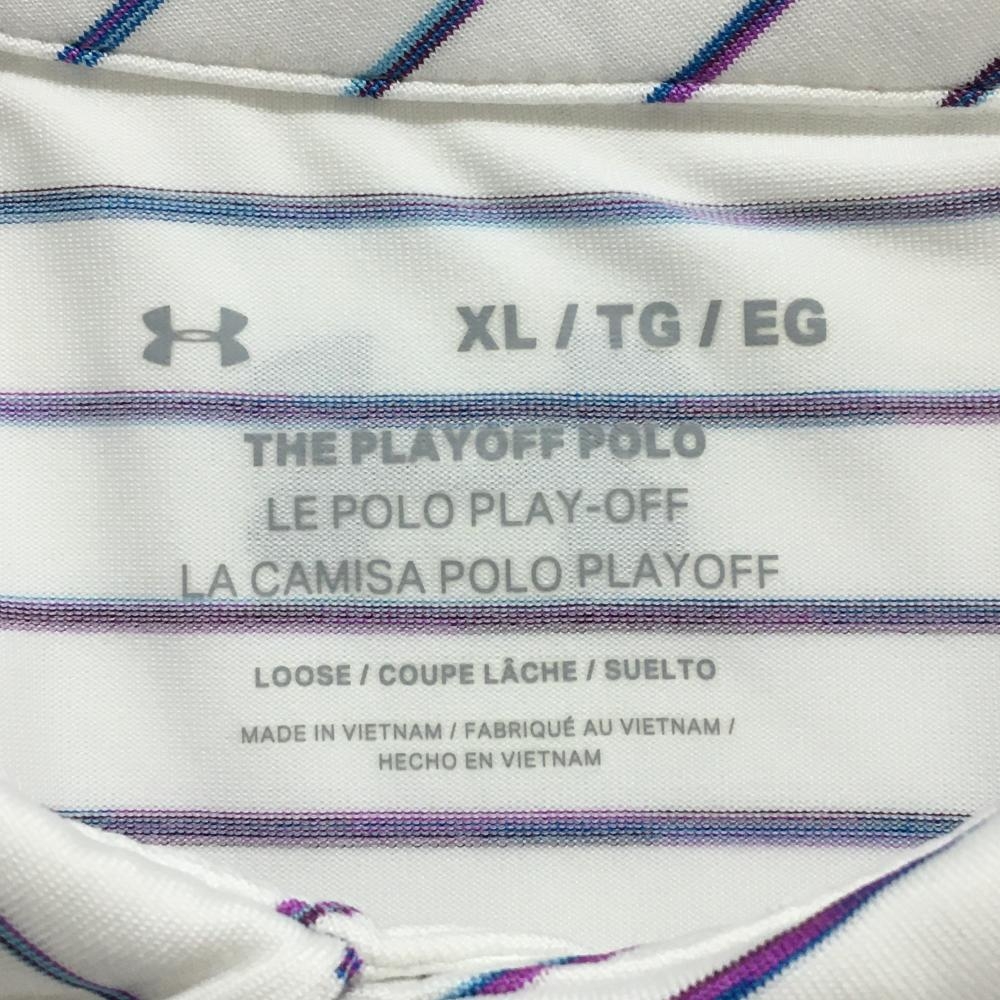 XL / TG / EG
THE PLAYOFF POLO
LE POLO PLAY-OFF
LA CAMISA POLO PLAYOFF
LOOSE / COUPE LÂCHE / SUELTO
MADE IN VIETNAM / FABRIQUÉ AU VIETNAM /
HECHO EN VIETNAM